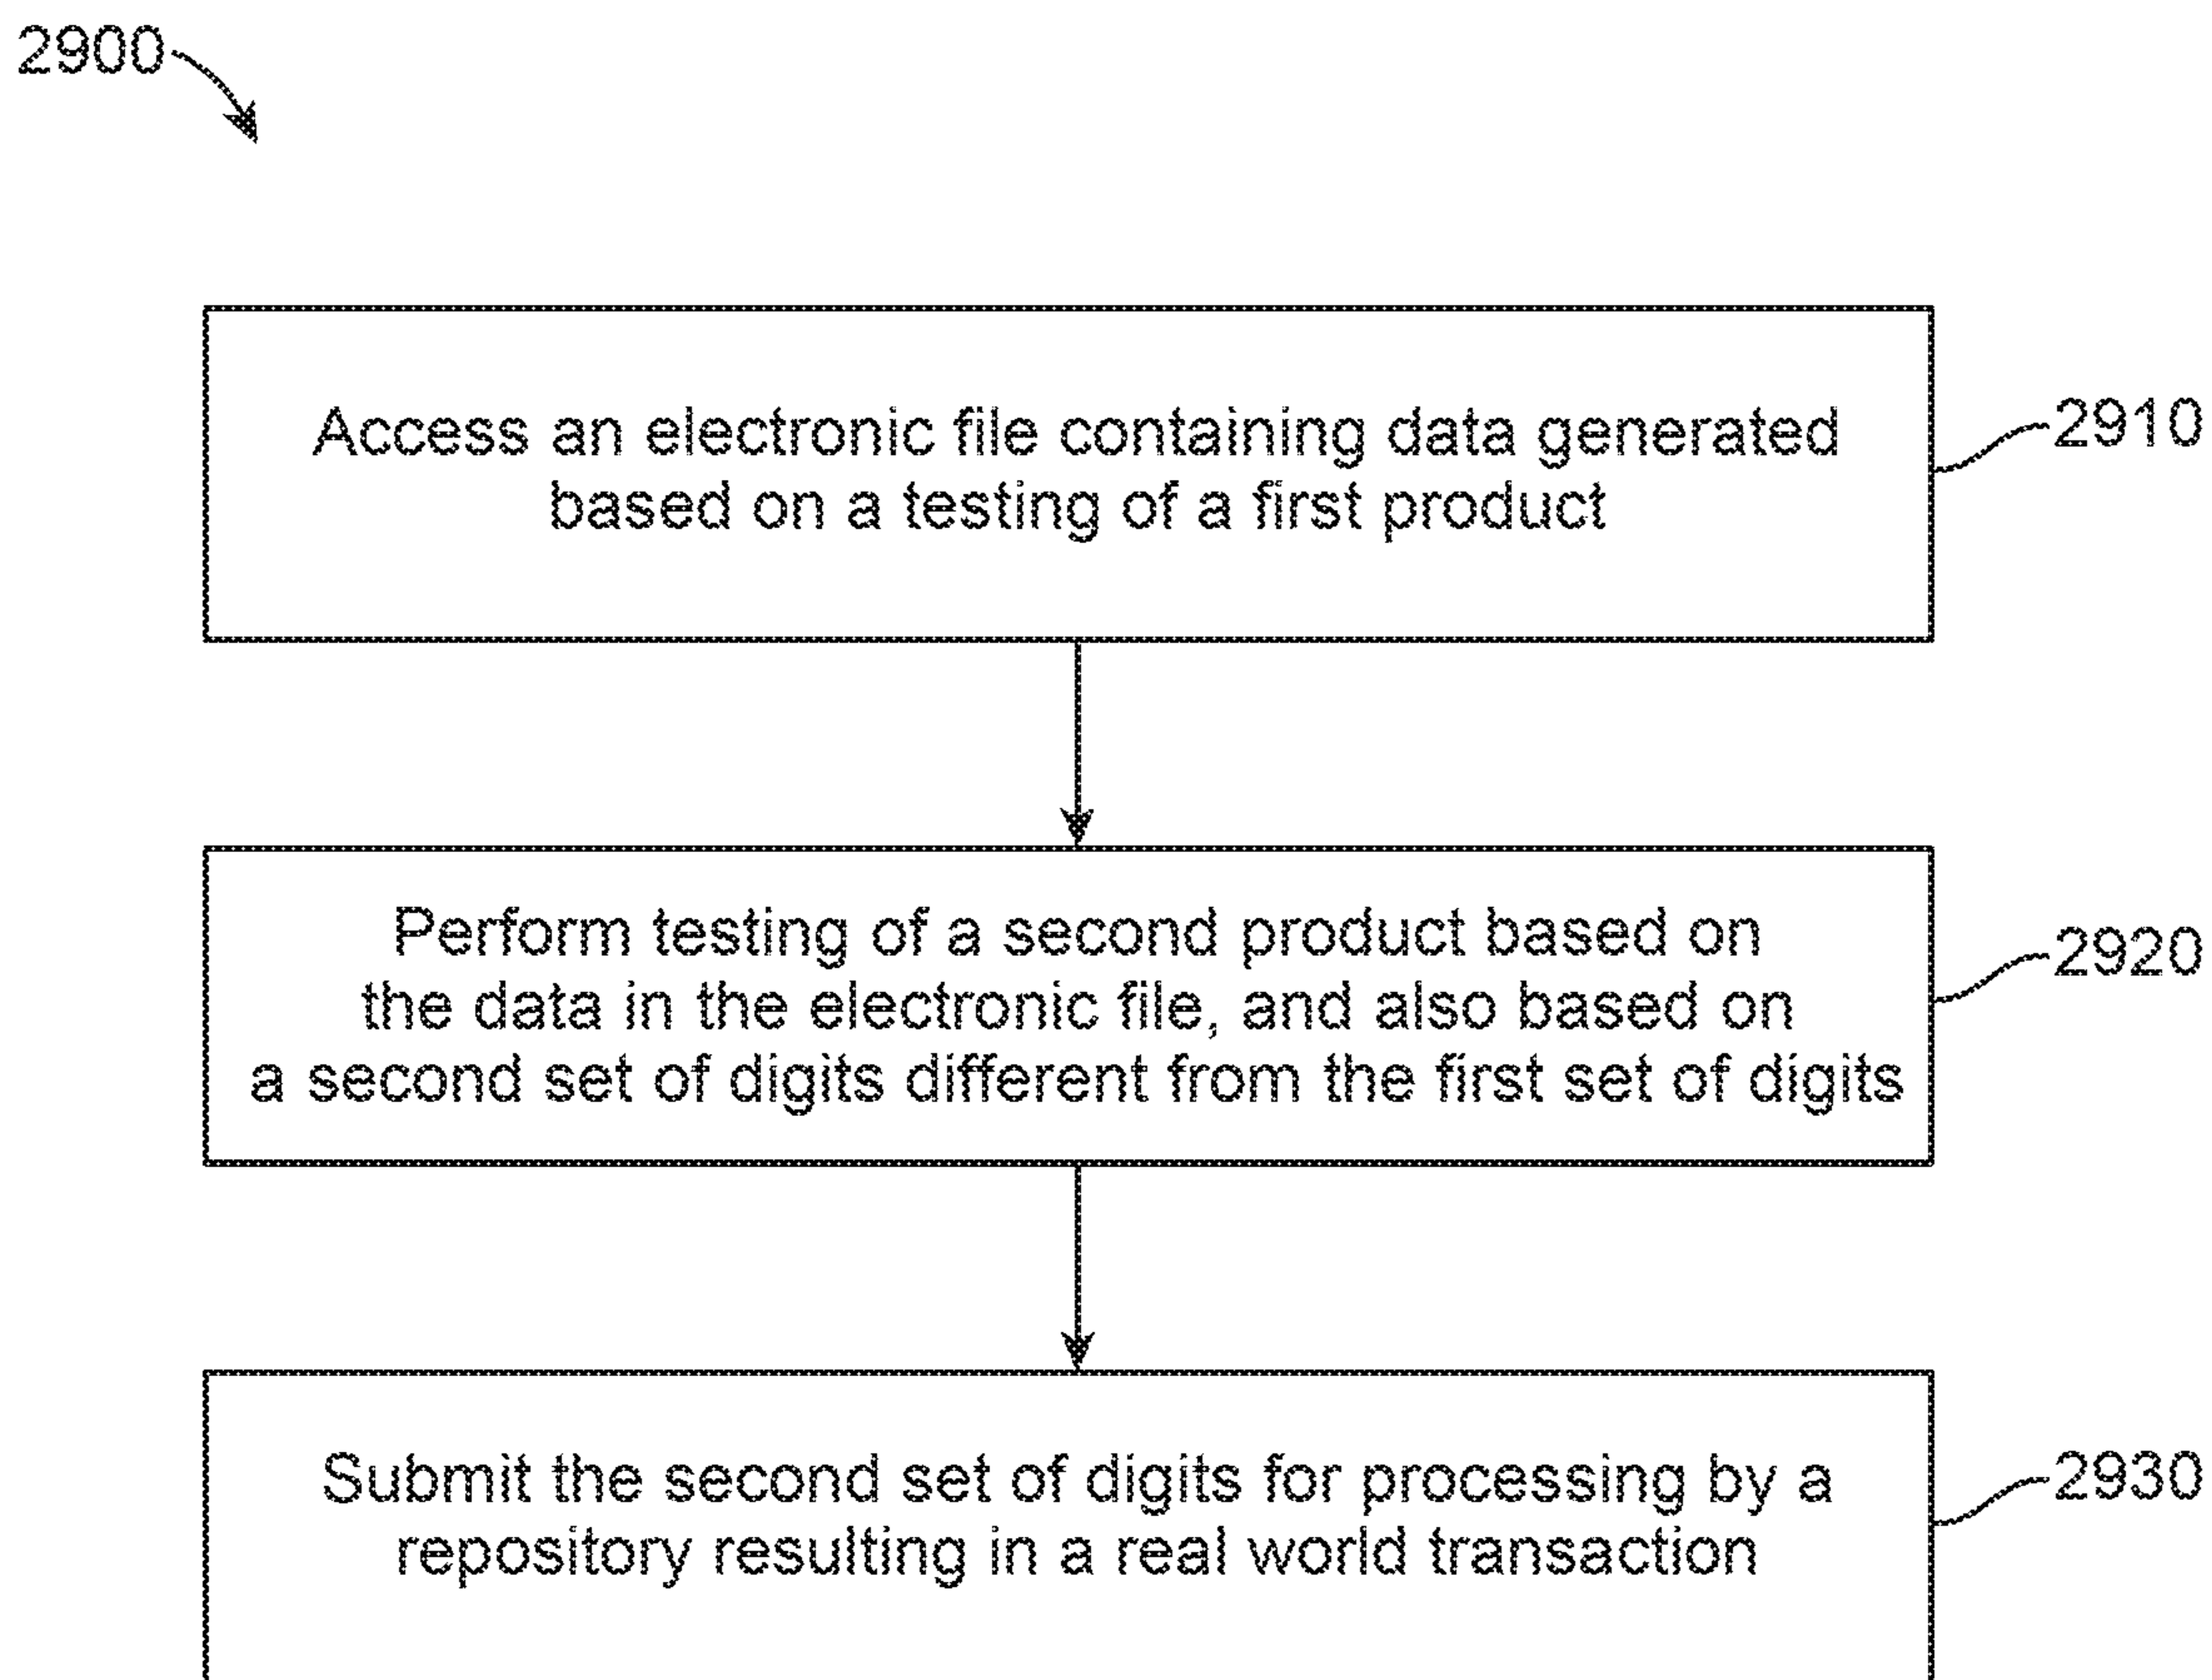 2900
Access an electronic file containing data generated
based on a testing of a first product
2910
Perform testing of a second product based on
the data in the electronic file, and also based on
a second set of digits different from the first set of digits
2920
Submit the second set of digits for processing by a
repository resulting in a real world transaction
2930